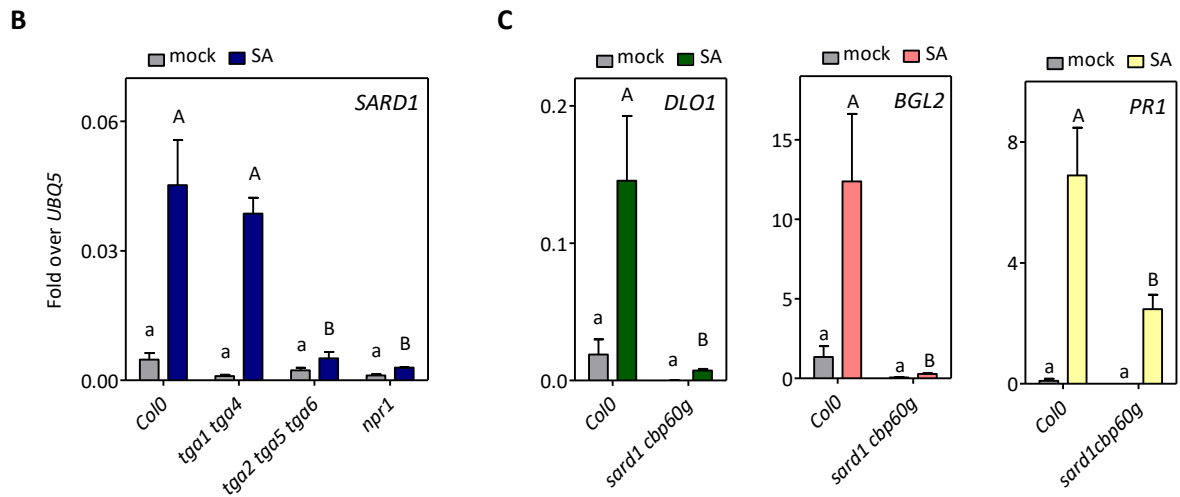 B
mock SA
SARD1
Fold over UBQ5
0.06
0.03
0.00
a A
a A
a B
a B
Col0
tga1 tga4
tga2 tga5 tga6
npr1
C
mock SA
DLO1
0.2
0.1
0.0
a A
a B
Col0
sard1 cbp60g
mock SA
BGL2
15
10
5
0
a A
a B
Col0
sard1 cbp60g
mock SA
PR1
8
4
0
a A
a B
Col0
sard1cbp60g